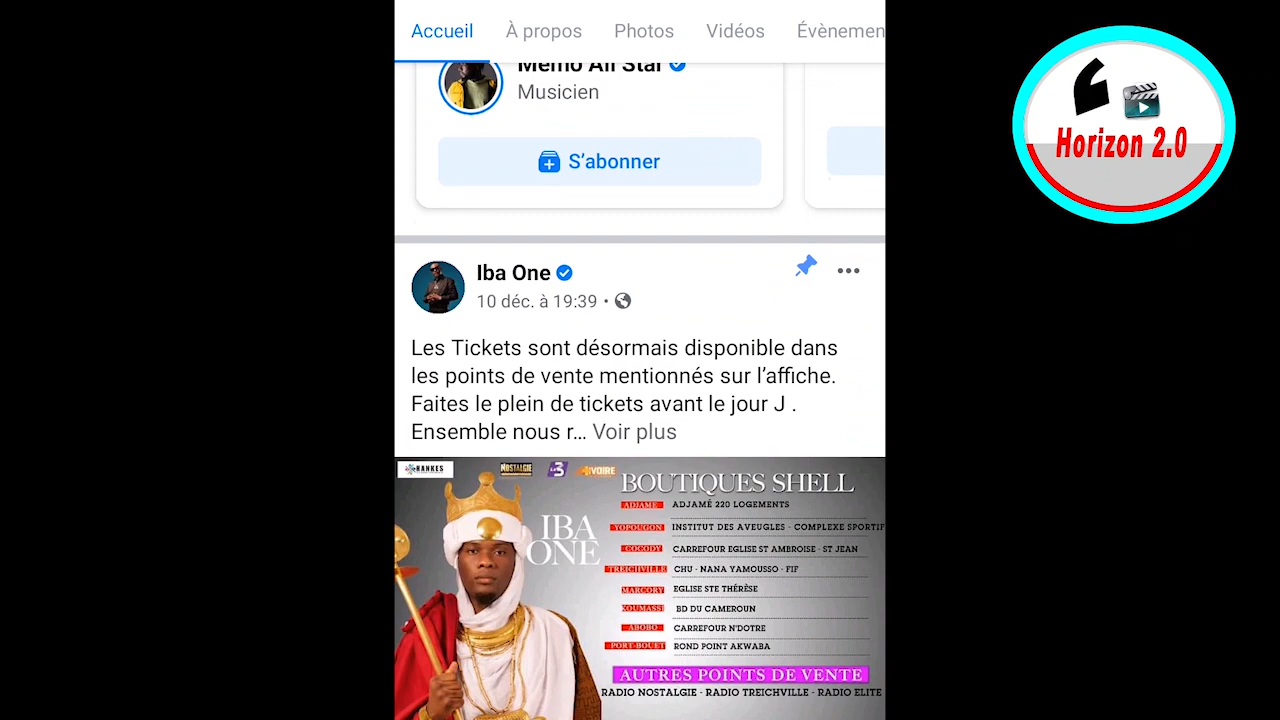 Accueil À propos Photos Vidéos Évènemen
Memo All Star
Musicien
S'abonner
Horizon 2.0
Iba One
10 déc. à 19:39 •
Les Tickets sont désormais disponible dans
les points de vente mentionnés sur l'affiche.
Faites le plein de tickets avant le jour J .
Ensemble nous r... Voir plus
HANKES NOSTALGIE 3 IVOIRE
BOUTIQUES SHELL
IBA
ONE
ADJAME ADJAMÉ 220 LOGEMENTS
YOPOUGON INSTITUT DES AVEUGLES - COMPLEXE SPORTIF
COCODY CARREFOUR EGLISE ST AMBROISE - ST JEAN
TREICHVILLE CHU - NANA YAMOUSSO - FIF
MARCORY EGLISE STE THÉRÈSE
KOUMASSI BD DU CAMEROUN
ABOBO CARREFOUR N'DOTRE
PORT-BOUET ROND POINT AKWABA
AUTRES POINTS DE VENTE
RADIO NOSTALGIE - RADIO TREICHVILLE - RADIO ELITE